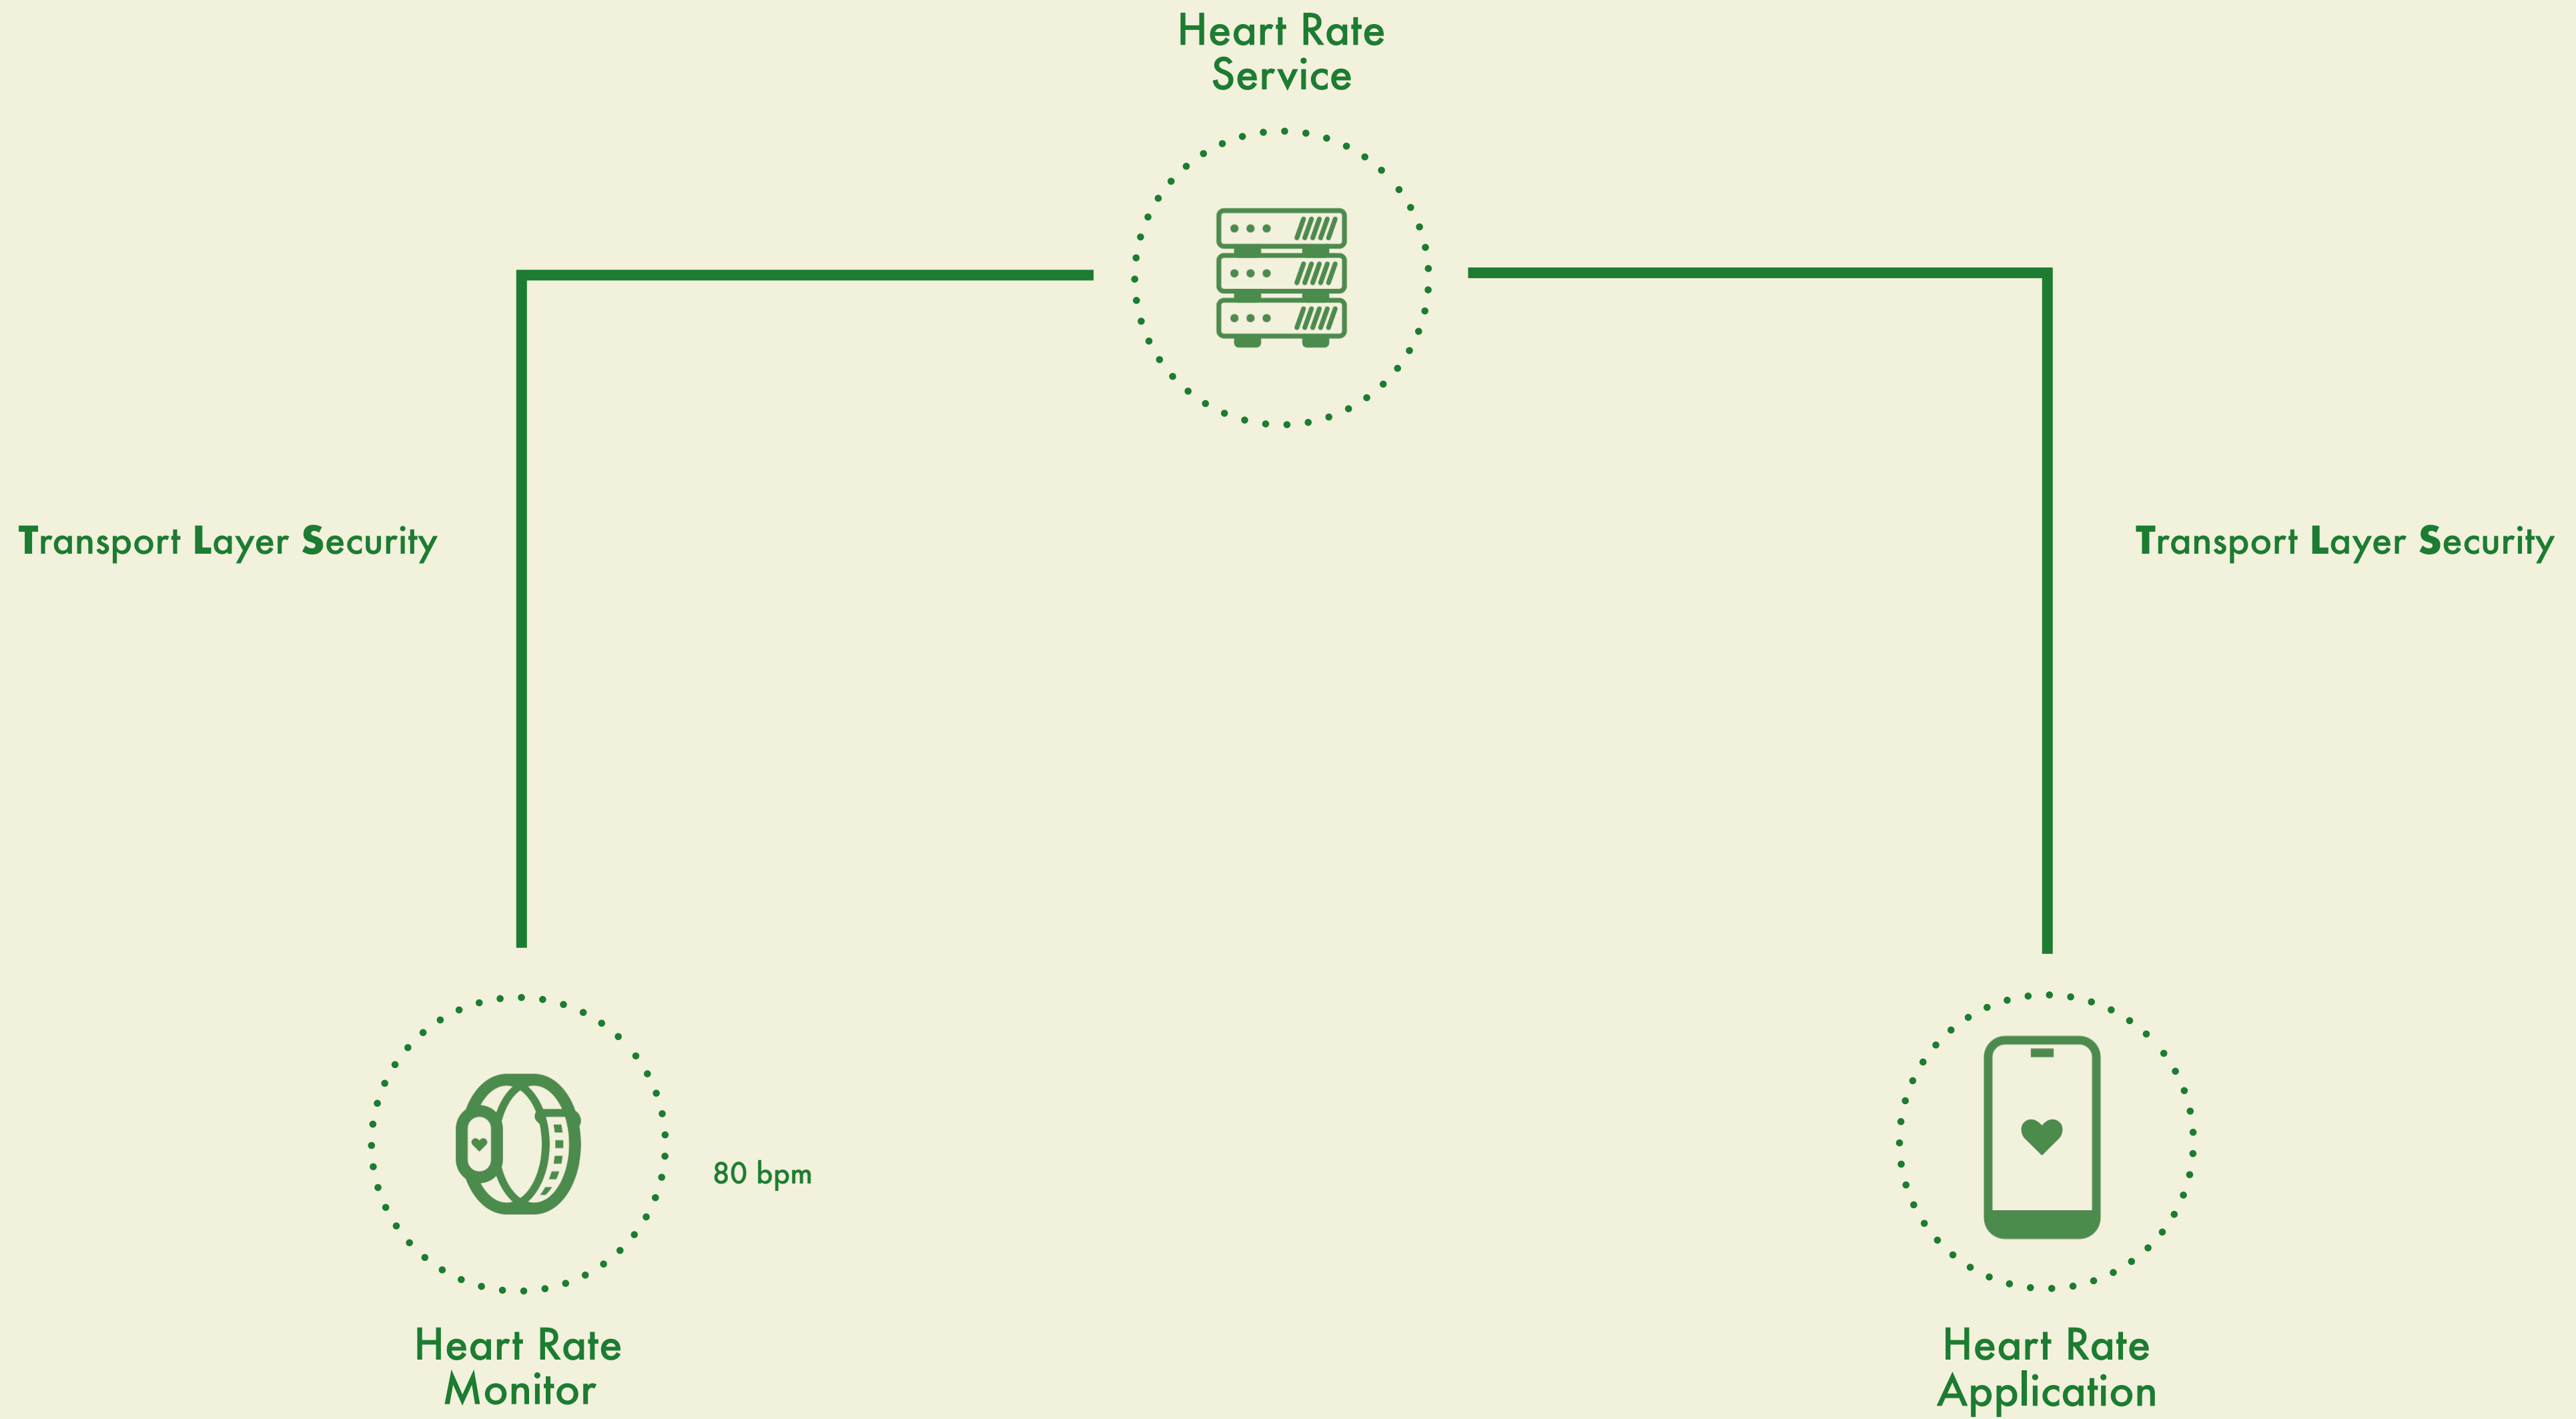 Heart Rate
Service
Transport Layer Security
Transport Layer Security
80 bpm
Heart Rate
Monitor
Heart Rate
Application